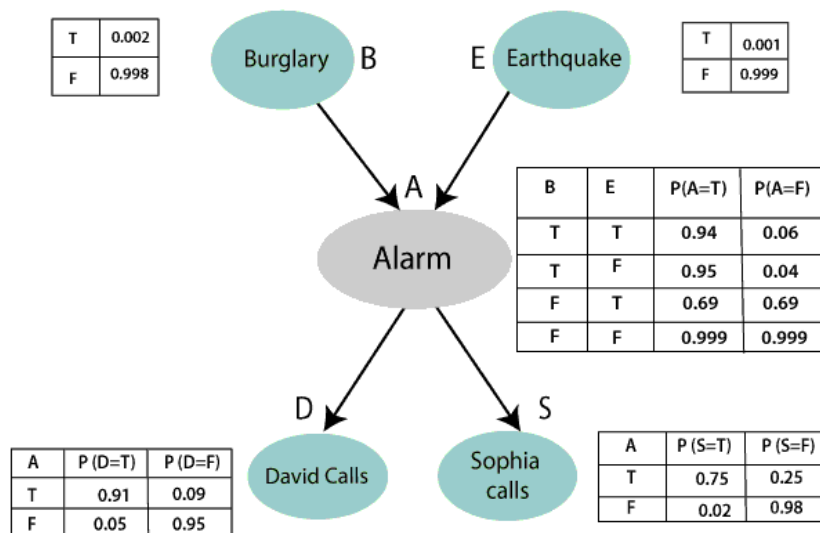 T 0.002
F 0.998
Burglary B
E Earthquake
T 0.001
F 0.999
A
Alarm
B E P(A=T) P(A=F)
T T 0.94 0.06
T F 0.95 0.04
F T 0.69 0.69
F F 0.999 0.999
D
S
A P (D=T) P (D=F)
T 0.91 0.09
F 0.05 0.95
David Calls
Sophia
calls
A P (S=T) P (S=F)
T 0.75 0.25
F 0.02 0.98